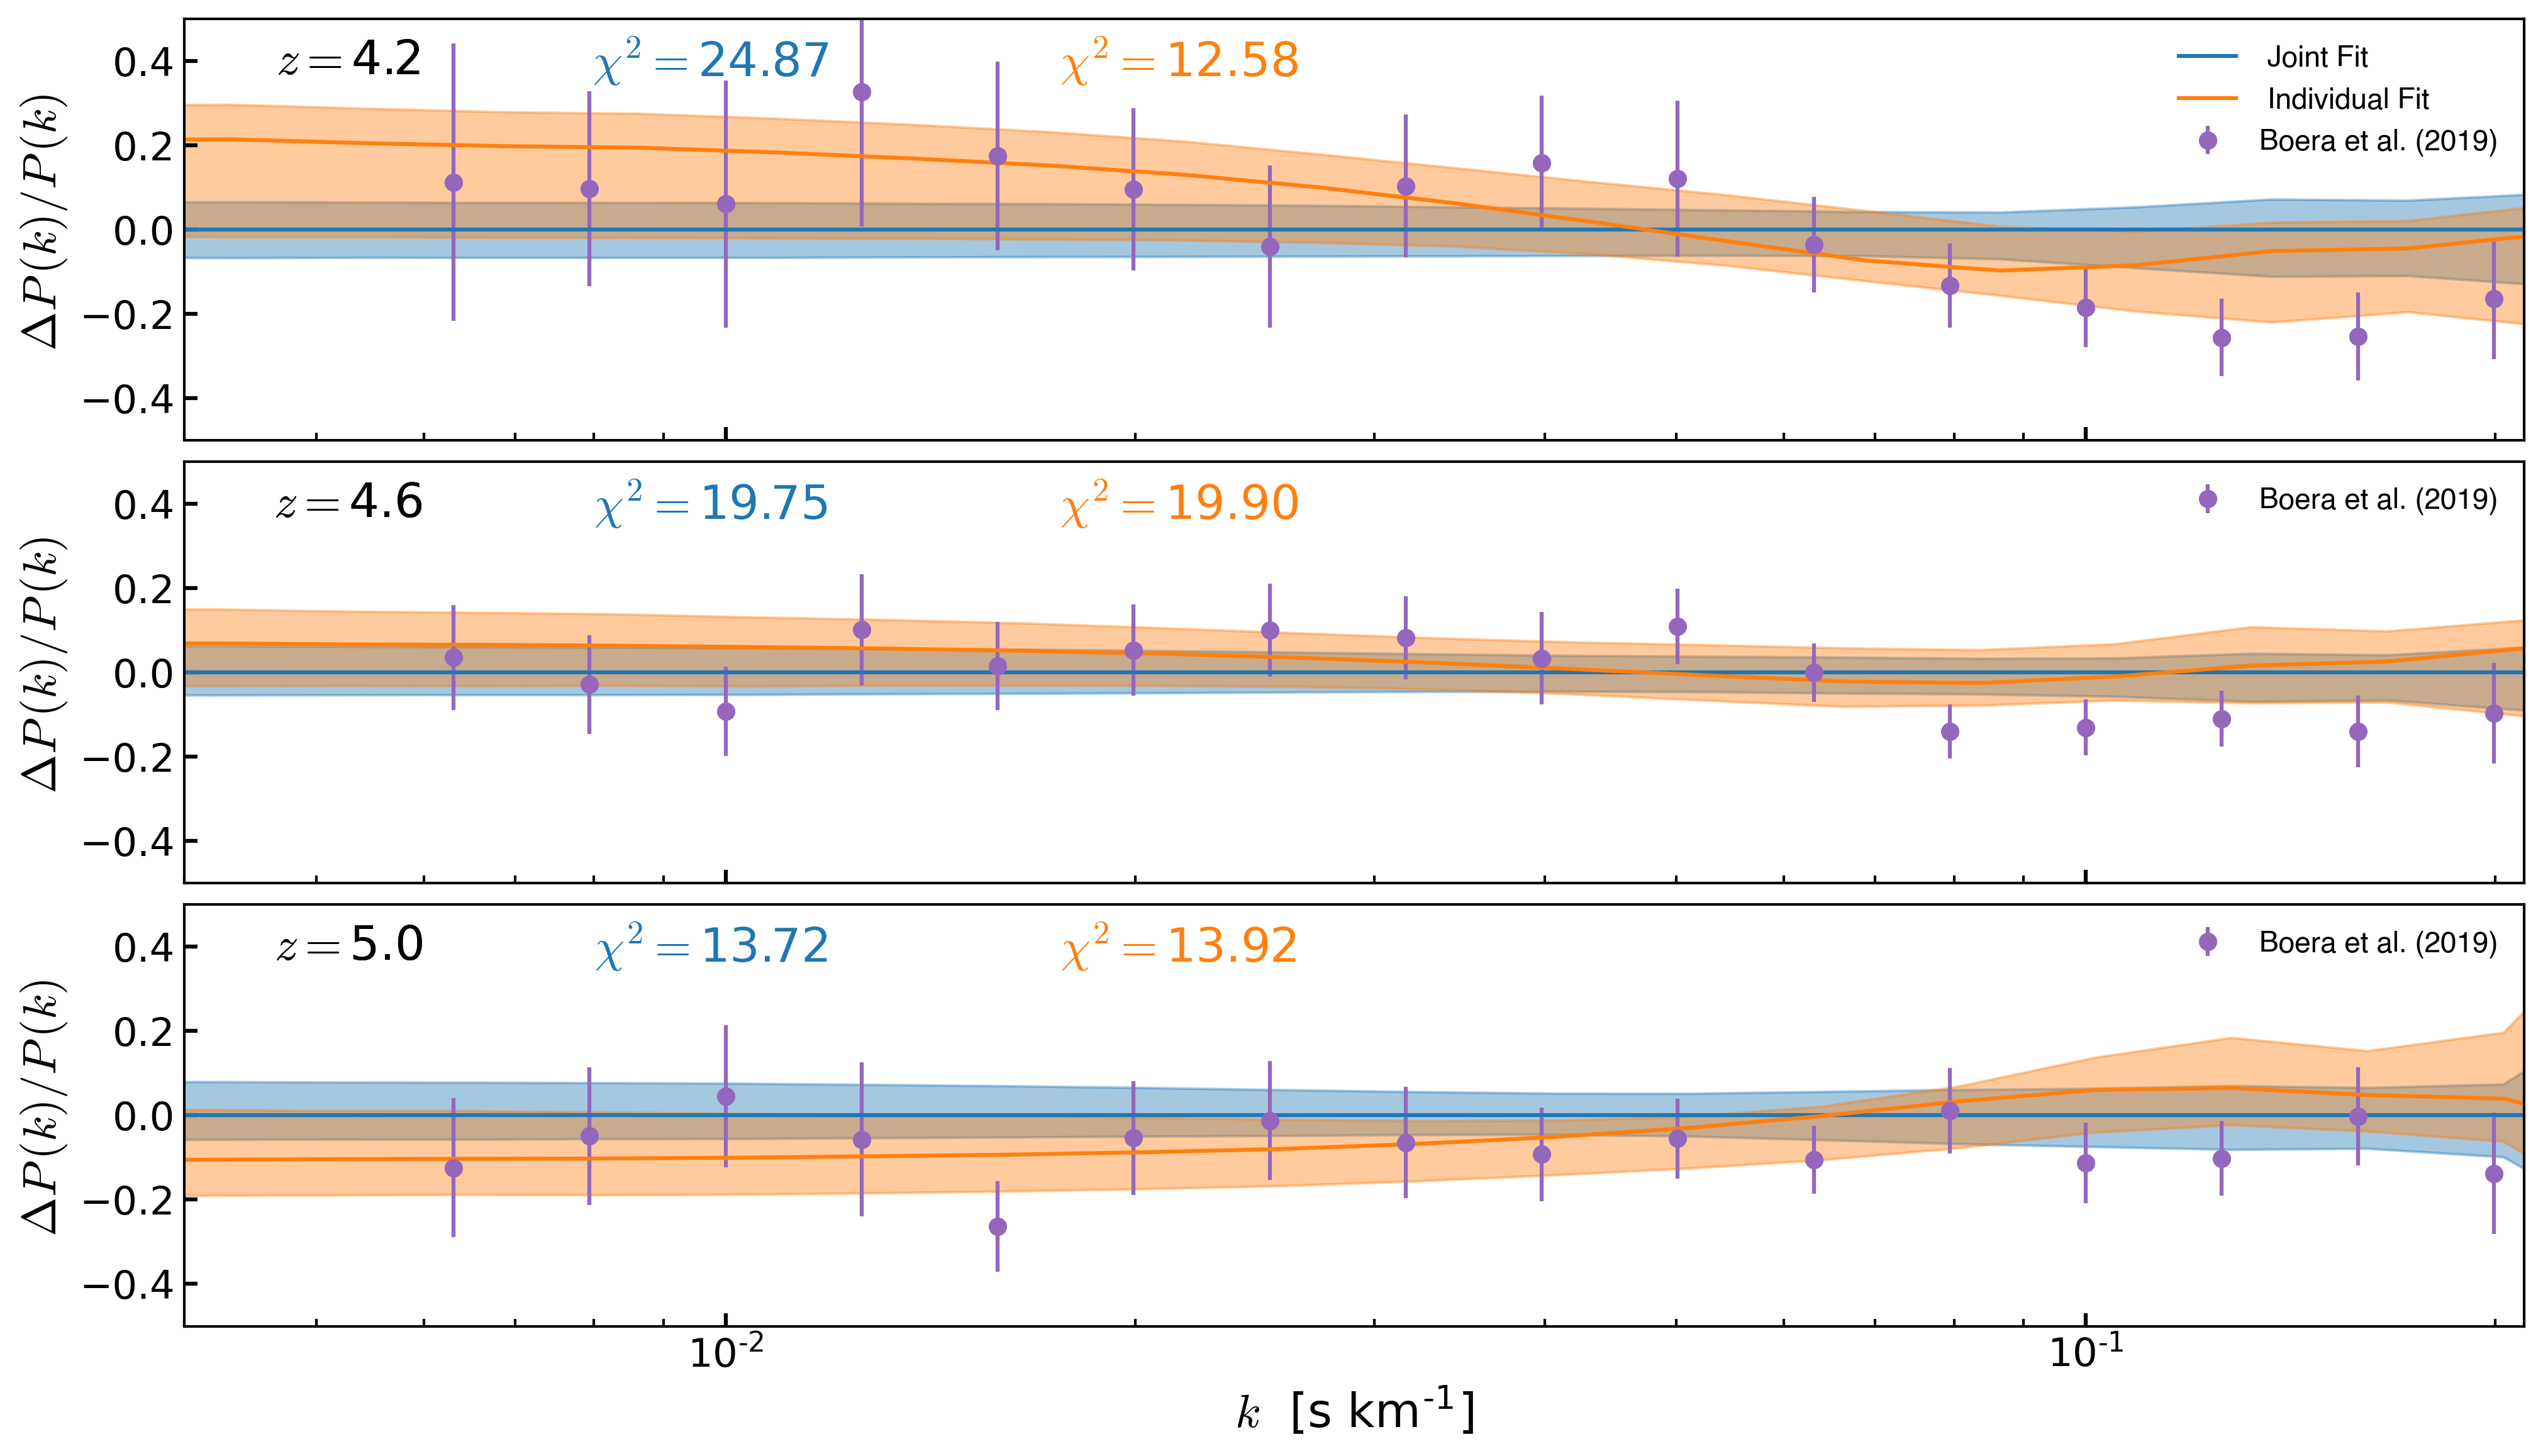 z = 4.2 χ² = 24.87 χ² = 12.58
Joint Fit
Individual Fit
Boera et al. (2019)
ΔP(k)/P(k)
0.4
0.2
0.0
−0.2
−0.4
z = 4.6 χ² = 19.75 χ² = 19.90
Boera et al. (2019)
ΔP(k)/P(k)
0.4
0.2
0.0
−0.2
−0.4
z = 5.0 χ² = 13.72 χ² = 13.92
Boera et al. (2019)
ΔP(k)/P(k)
0.4
0.2
0.0
−0.2
−0.4
10⁻² 10⁻¹
k [s km⁻¹]